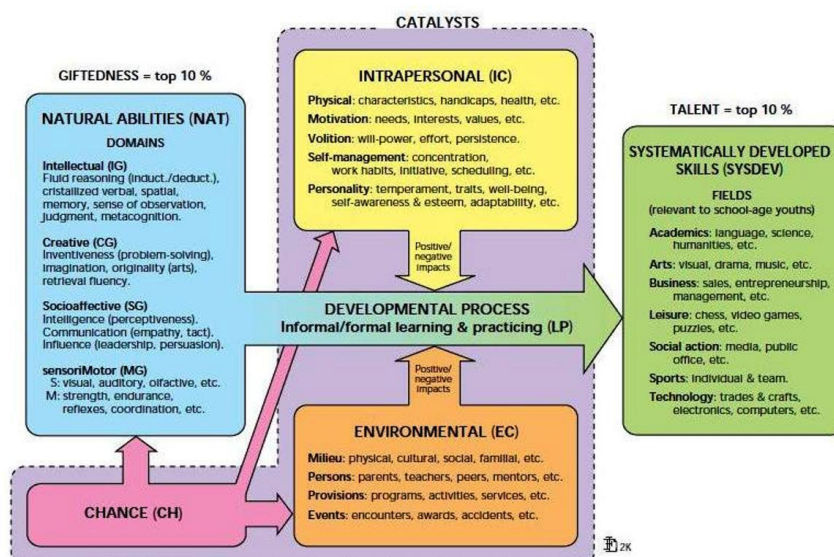 CATALYSTS
GIFTEDNESS = top 10 %
NATURAL ABILITIES (NAT)
DOMAINS
Intellectual (IG)
Fluid reasoning (induct./deduct.),
cristallized verbal, spatial,
memory, sense of observation,
judgment, metacognition.
Creative (CG)
Inventiveness (problem-solving),
imagination, originality (arts),
retrieval fluency.
Socioaffective (SG)
Intelligence (perceptiveness).
Communication (empathy, tact).
Influence (leadership, persuasion).
sensoriMotor (MG)
S: visual, auditory, olfactive, etc.
M: strength, endurance,
reflexes, coordination, etc.
INTRAPERSONAL (IC)
Physical: characteristics, handicaps, health, etc.
Motivation: needs, interests, values, etc.
Volition: will-power, effort, persistence.
Self-management: concentration,
work habits, initiative, scheduling, etc.
Personality: temperament, traits, well-being,
self-awareness & esteem, adaptability, etc.
Positive/
negative
impacts
DEVELOPMENTAL PROCESS
Informal/formal learning & practicing (LP)
Positive/
negative
impacts
ENVIRONMENTAL (EC)
Milieu: physical, cultural, social, familial, etc.
Persons: parents, teachers, peers, mentors, etc.
Provisions: programs, activities, services, etc.
Events: encounters, awards, accidents, etc.
CHANCE (CH)
TALENT = top 10 %
SYSTEMATICALLY DEVELOPED
SKILLS (SYSDEV)
FIELDS
(relevant to school-age youths)
Academics: language, science,
humanities, etc.
Arts: visual, drama, music, etc.
Business: sales, entrepreneurship,
management, etc.
Leisure: chess, video games,
puzzles, etc.
Social action: media, public
office, etc.
Sports: individual & team.
Technology: trades & crafts,
electronics, computers, etc.
2K